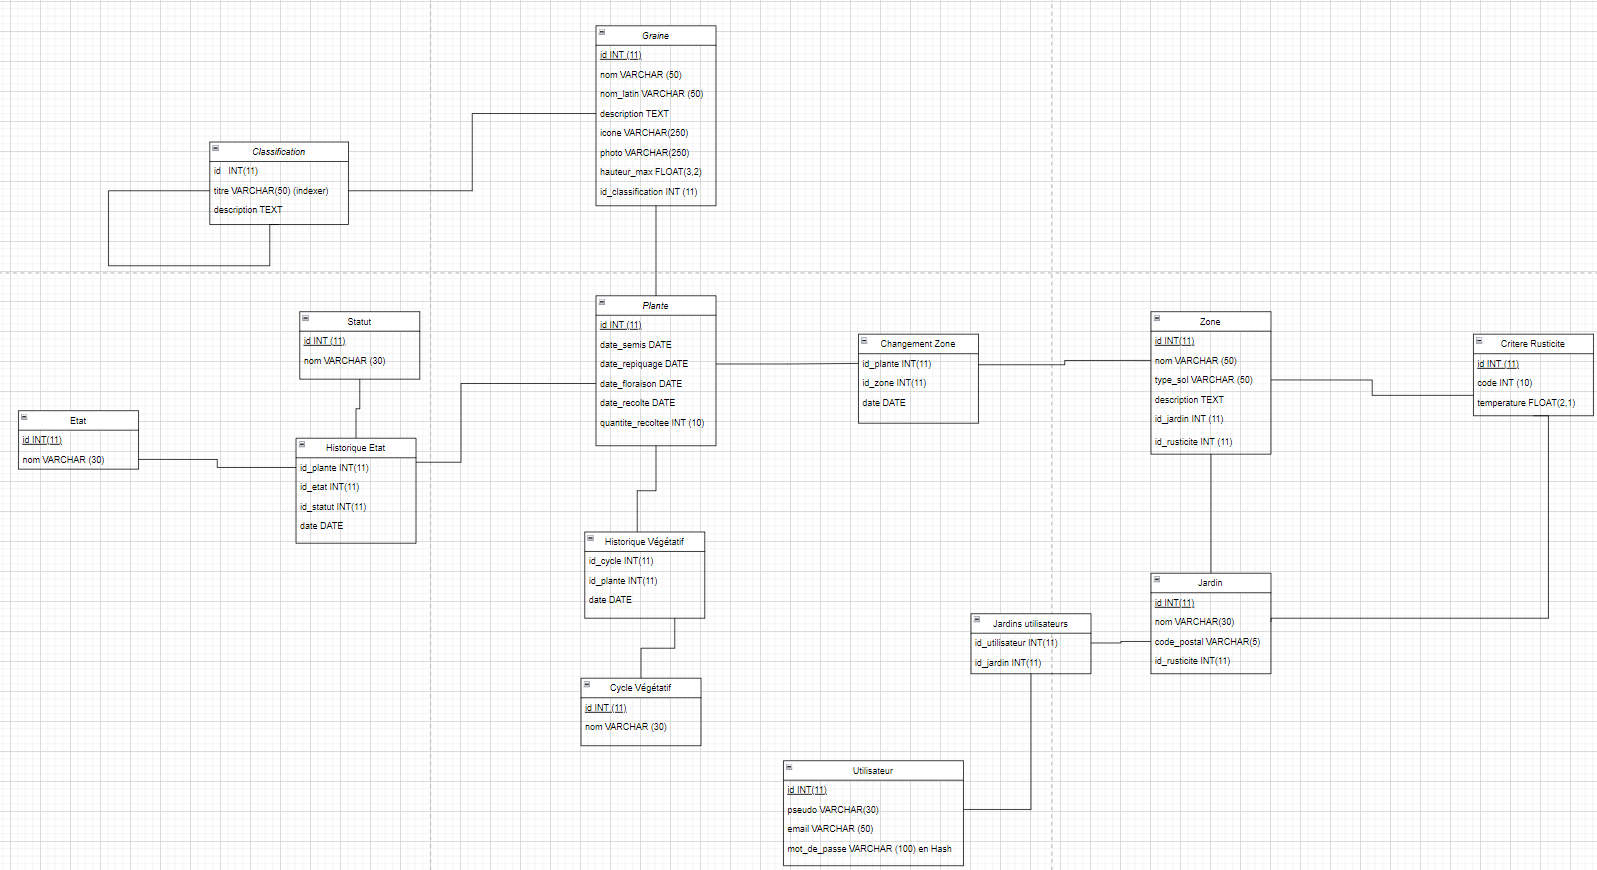 Graine
id INT (11)
nom VARCHAR (50)
nom_latin VARCHAR (50)
description TEXT
icone VARCHAR(250)
photo VARCHAR(250)
hauteur_max FLOAT(3,2)
id_classification INT (11)
Classification
id INT(11)
titre VARCHAR(50) (indexer)
description TEXT
Statut
id INT (11)
nom VARCHAR (30)
Plante
id INT (11)
date_semis DATE
date_repiquage DATE
date_floraison DATE
date_recolte DATE
quantite_recoltee INT (10)
Changement Zone
id_plante INT(11)
id_zone INT(11)
date DATE
Zone
id INT(11)
nom VARCHAR (50)
type_sol VARCHAR (50)
description TEXT
id_jardin INT (11)
id_rusticite INT (11)
Critere Rusticite
id INT (11)
code INT (10)
temperature FLOAT(2,1)
Etat
id INT(11)
nom VARCHAR (30)
Historique Etat
id_plante INT(11)
id_etat INT(11)
id_statut INT(11)
date DATE
Historique Végétatif
id_cycle INT(11)
id_plante INT(11)
date DATE
Jardin
id INT(11)
nom VARCHAR(30)
code_postal VARCHAR(5)
id_rusticite INT(11)
Jardins utilisateurs
id_utilisateur INT(11)
id_jardin INT(11)
Cycle Végétatif
id INT (11)
nom VARCHAR (30)
Utilisateur
id INT(11)
pseudo VARCHAR(30)
email VARCHAR (50)
mot_de_passe VARCHAR (100) en Hash